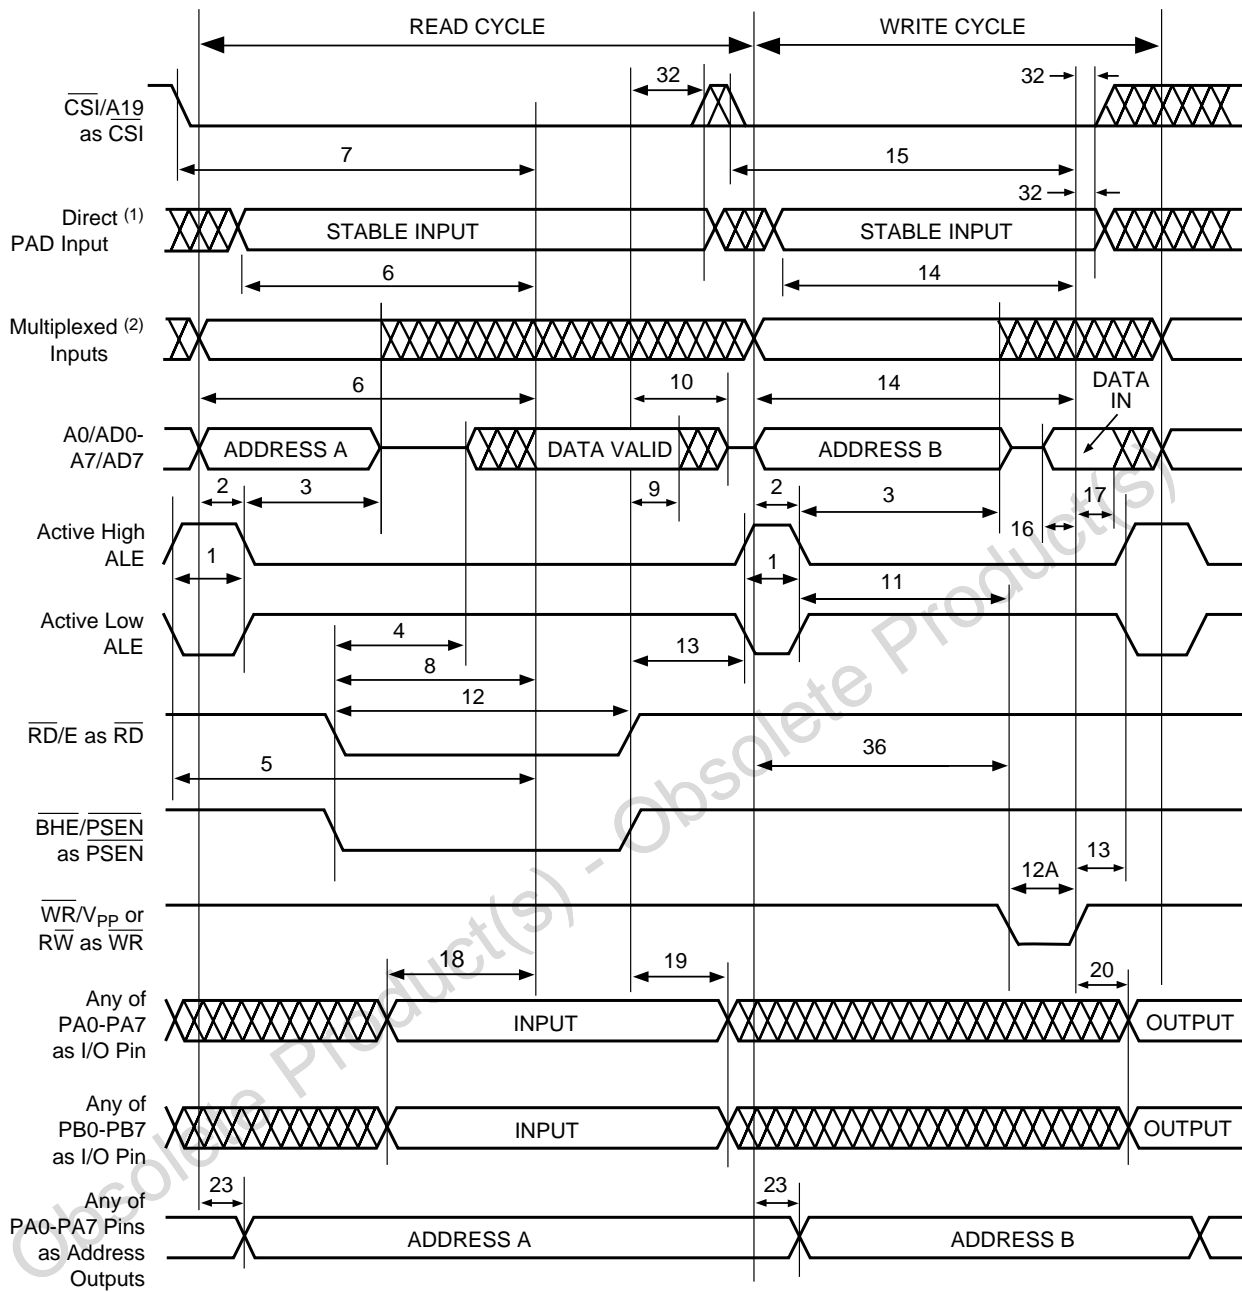 READ CYCLE
WRITE CYCLE
32
32
CSI/A19
as CSI
7
15
32
Direct (1)
PAD Input
STABLE INPUT
STABLE INPUT
6
14
Multiplexed (2)
Inputs
6
10
14
DATA
IN
A0/AD0-
A7/AD7
ADDRESS A
DATA VALID
ADDRESS B
2
3
9
2
3
17
16
Active High
ALE
1
1
11
Active Low
ALE
4
13
8
12
RD/E as RD
36
5
BHE/PSEN
as PSEN
13
12A
WR/VPP or
RW as WR
18
19
20
Any of
PA0-PA7
as I/O Pin
INPUT
OUTPUT
Any of
PB0-PB7
as I/O Pin
INPUT
OUTPUT
23
23
Any of
PA0-PA7 Pins
as Address
Outputs
ADDRESS A
ADDRESS B
Obsolete Product(s) - Obsolete Product(s)